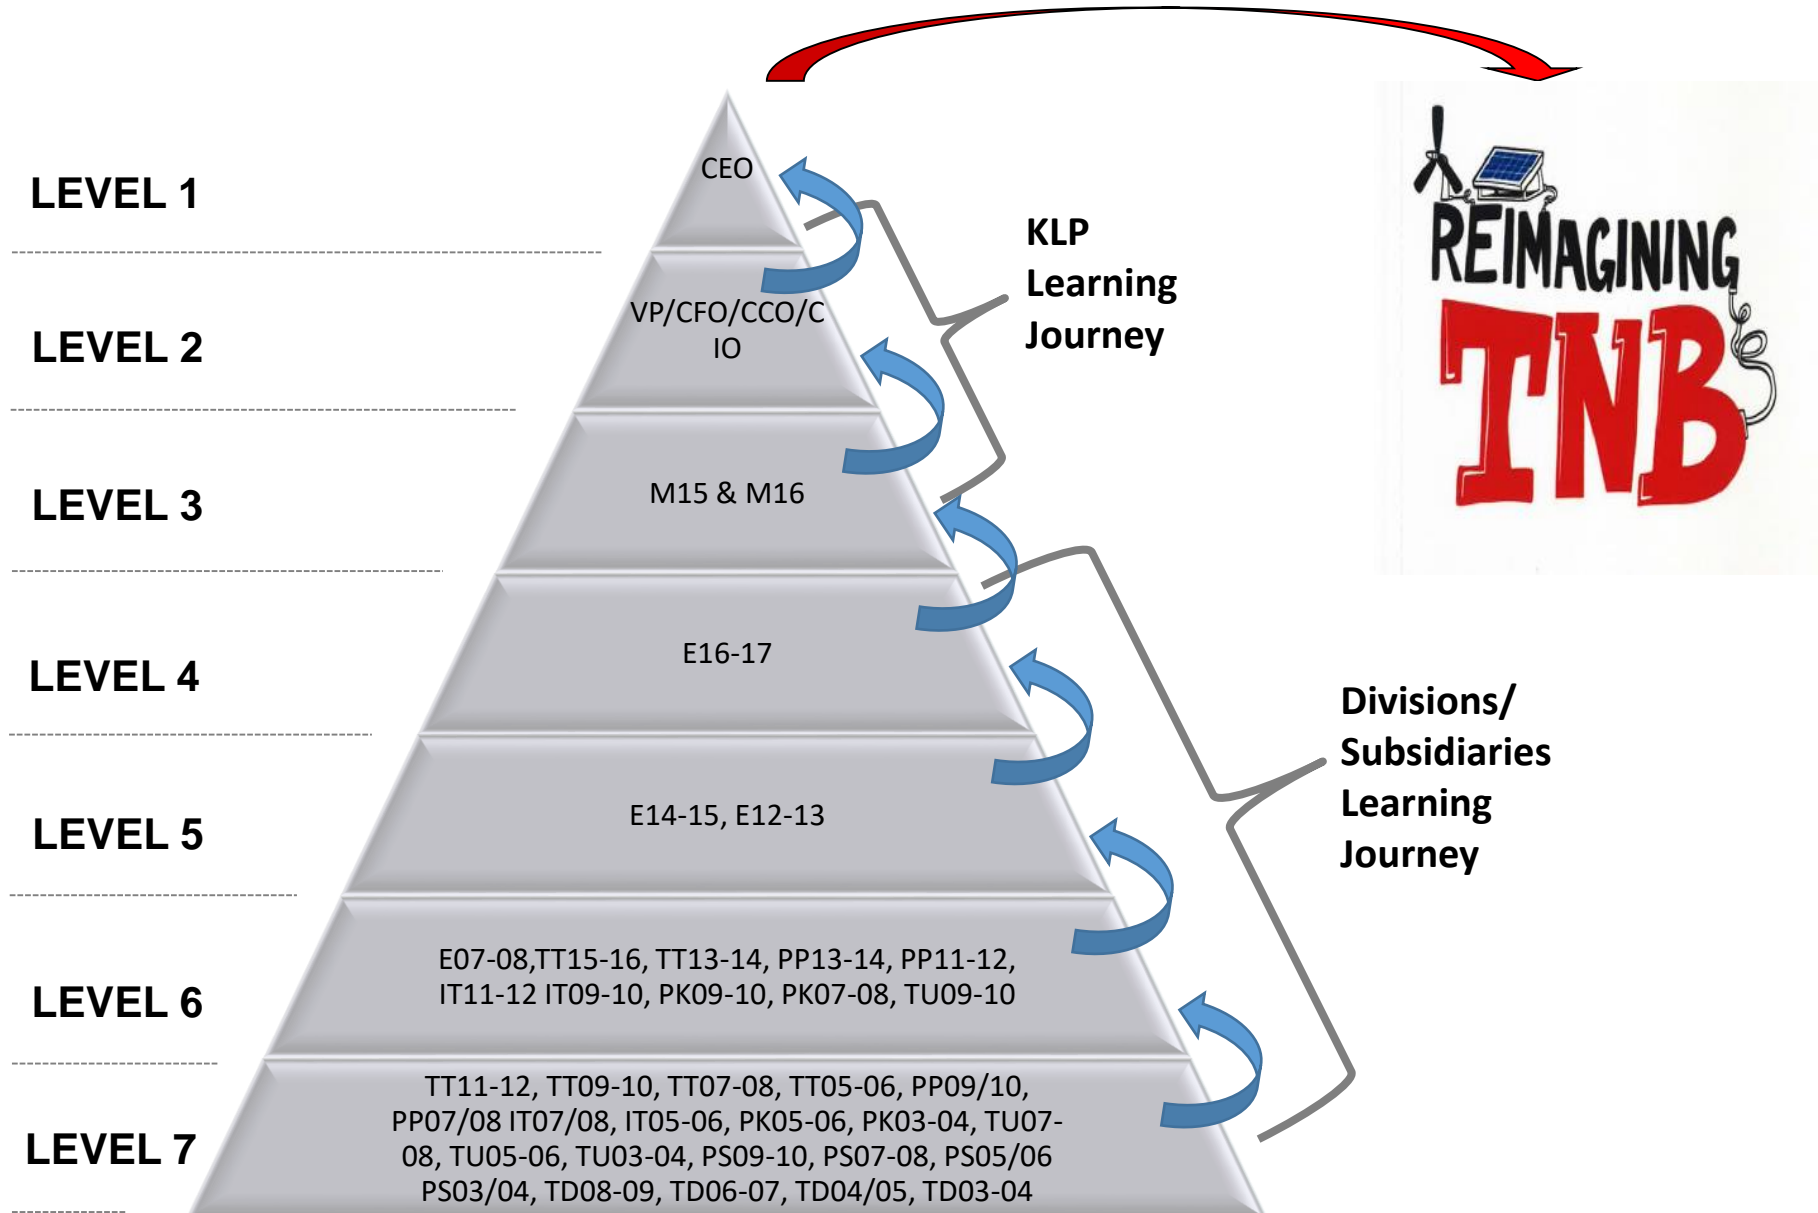 LEVEL 1
CEO
LEVEL 2
VP/CFO/CCO/C
IO
LEVEL 3
M15 & M16
LEVEL 4
E16-17
LEVEL 5
E14-15, E12-13
LEVEL 6
E07-08,TT15-16, TT13-14, PP13-14, PP11-12,
IT11-12 IT09-10, PK09-10, PK07-08, TU09-10
LEVEL 7
TT11-12, TT09-10, TT07-08, TT05-06, PP09/10,
PP07/08 IT07/08, IT05-06, PK05-06, PK03-04, TU07-
08, TU05-06, TU03-04, PS09-10, PS07-08, PS05/06
PS03/04, TD08-09, TD06-07, TD04/05, TD03-04
KLP
Learning
Journey
Divisions/
Subsidiaries
Learning
Journey
REIMAGINING
TNB